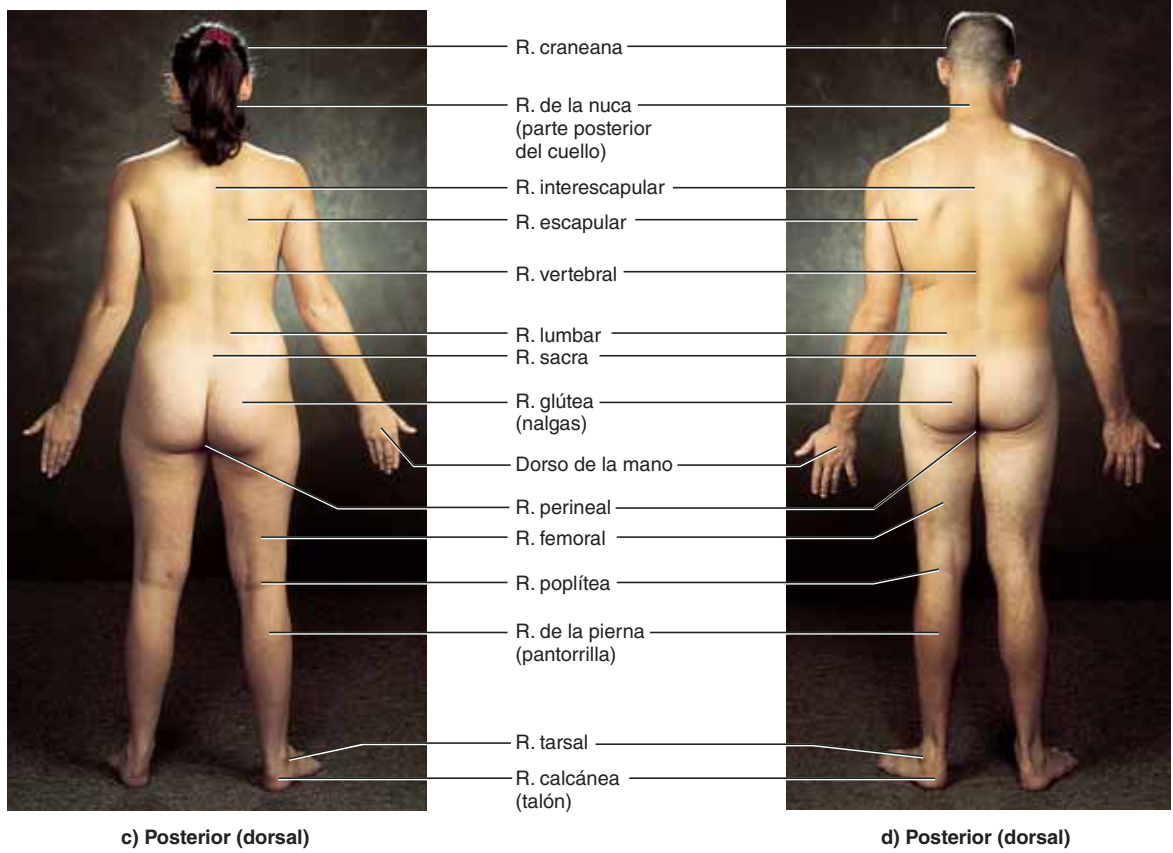 R. craneana
R. de la nuca
(parte posterior
del cuello)
R. interescapular
R. escapular
R. vertebral
R. lumbar
R. sacra
R. glútea
(nalgas)
Dorso de la mano
R. perineal
R. femoral
R. poplítea
R. de la pierna
(pantorrilla)
R. tarsal
R. calcánea
(talón)
c) Posterior (dorsal)
d) Posterior (dorsal)